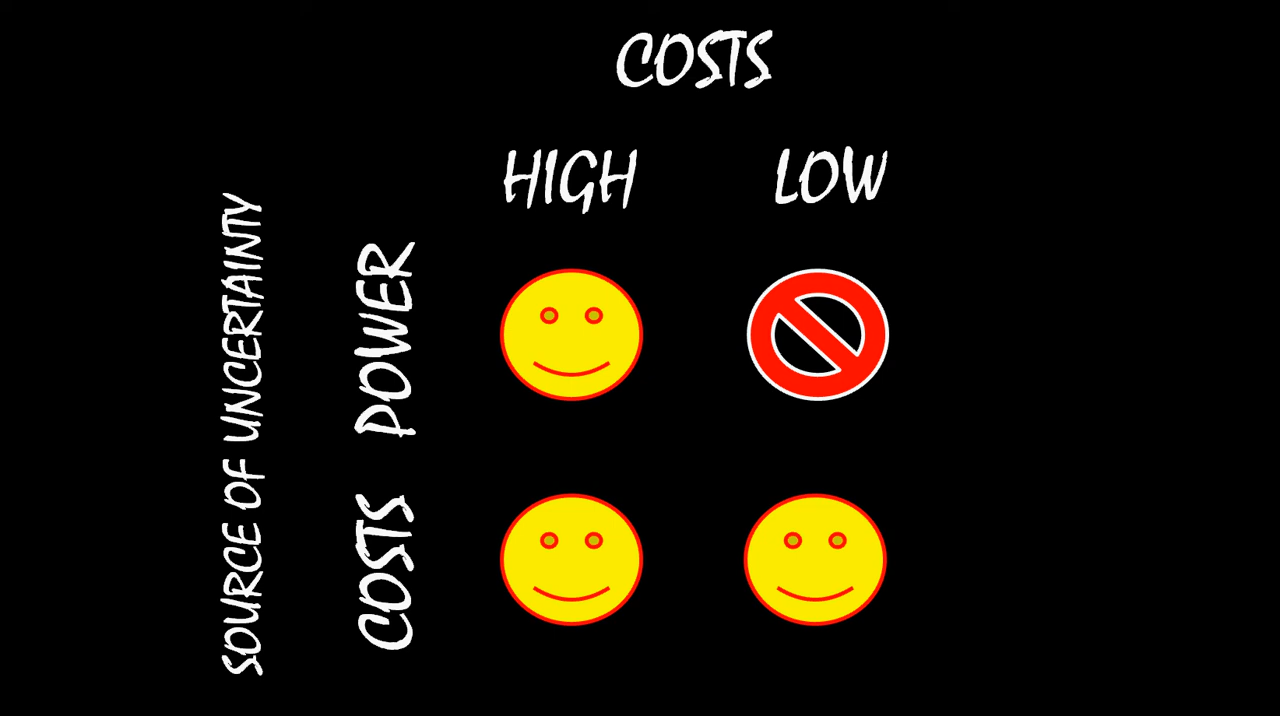 COSTS
HIGH LOW
SOURCE OF UNCERTAINTY
POWER
COSTS